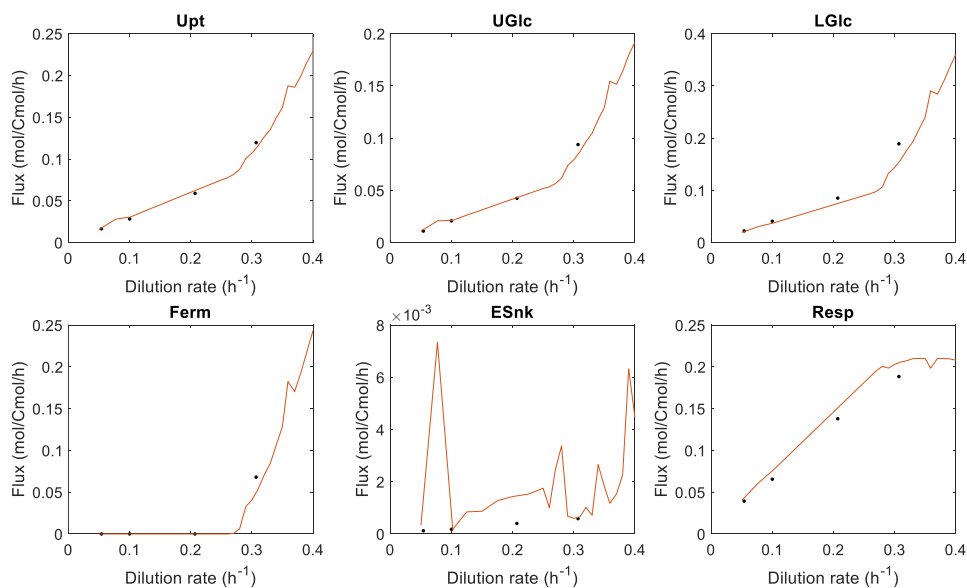 Upt
0.25
0.2
0.15
0.1
0.05
0
0 0.1 0.2 0.3 0.4
Flux (mol/Cmol/h)
Dilution rate (h⁻¹)
UGlc
0.2
0.15
0.1
0.05
0
0 0.1 0.2 0.3 0.4
Flux (mol/Cmol/h)
Dilution rate (h⁻¹)
LGlc
0.4
0.3
0.2
0.1
0
0 0.1 0.2 0.3 0.4
Flux (mol/Cmol/h)
Dilution rate (h⁻¹)
Ferm
0.25
0.2
0.15
0.1
0.05
0
0 0.1 0.2 0.3 0.4
Flux (mol/Cmol/h)
Dilution rate (h⁻¹)
ESnk
×10⁻³
8
6
4
2
0
0 0.1 0.2 0.3 0.4
Flux (mol/Cmol/h)
Dilution rate (h⁻¹)
Resp
0.25
0.2
0.15
0.1
0.05
0
0 0.1 0.2 0.3 0.4
Flux (mol/Cmol/h)
Dilution rate (h⁻¹)